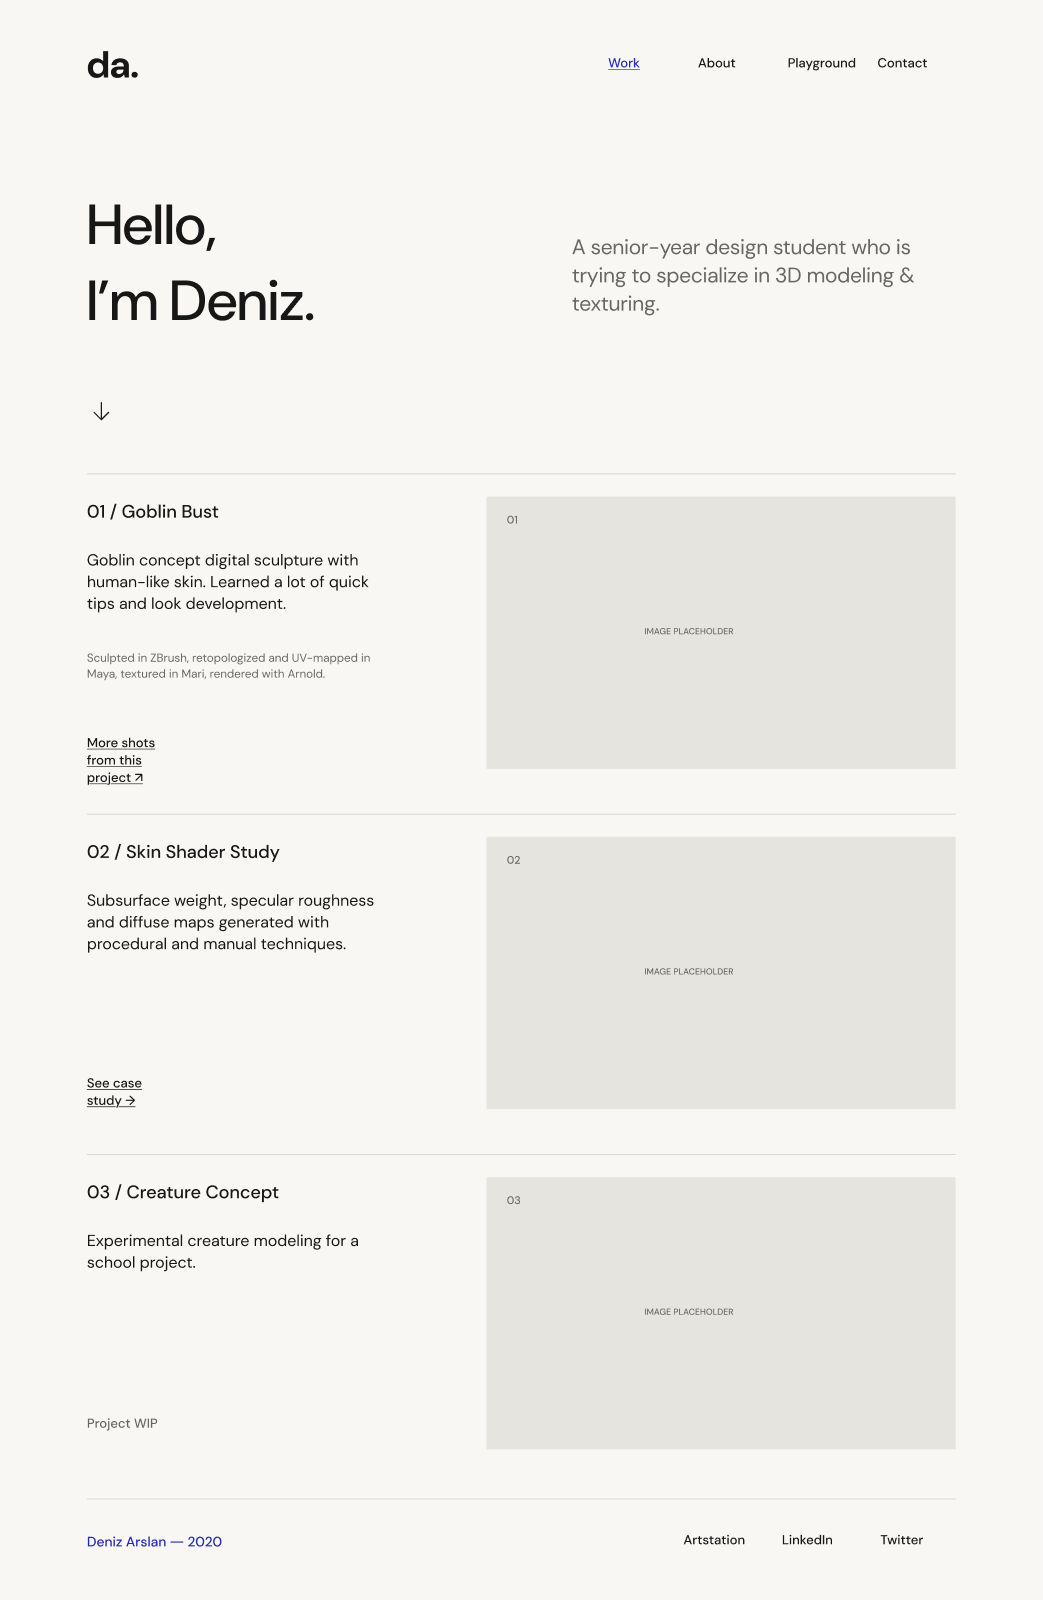 da.
Work About Playground Contact
Hello,
I’m Deniz.
A senior-year design student who is
trying to specialize in 3D modeling &
texturing.
↓
01 / Goblin Bust
Goblin concept digital sculpture with
human-like skin. Learned a lot of quick
tips and look development.
Sculpted in ZBrush, retopologized and UV-mapped in
Maya, textured in Mari, rendered with Arnold.
More shots
from this
project ↗
01
IMAGE PLACEHOLDER
02 / Skin Shader Study
Subsurface weight, specular roughness
and diffuse maps generated with
procedural and manual techniques.
See case
study →
02
IMAGE PLACEHOLDER
03 / Creature Concept
Experimental creature modeling for a
school project.
Project WIP
03
IMAGE PLACEHOLDER
Deniz Arslan — 2020
Artstation LinkedIn Twitter